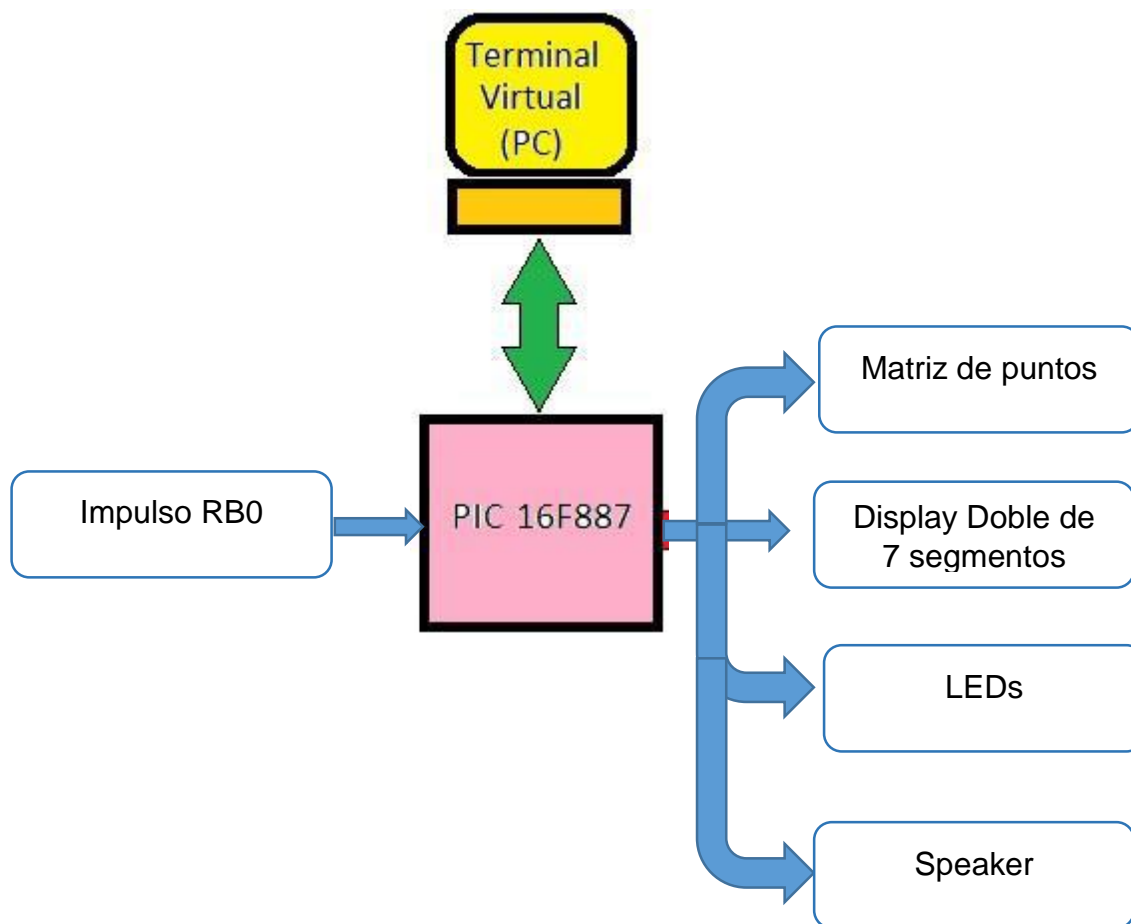 Terminal
Virtual
(PC)
Impulso RB0
PIC 16F887
Matriz de puntos
Display Doble de
7 segmentos
LEDs
Speaker